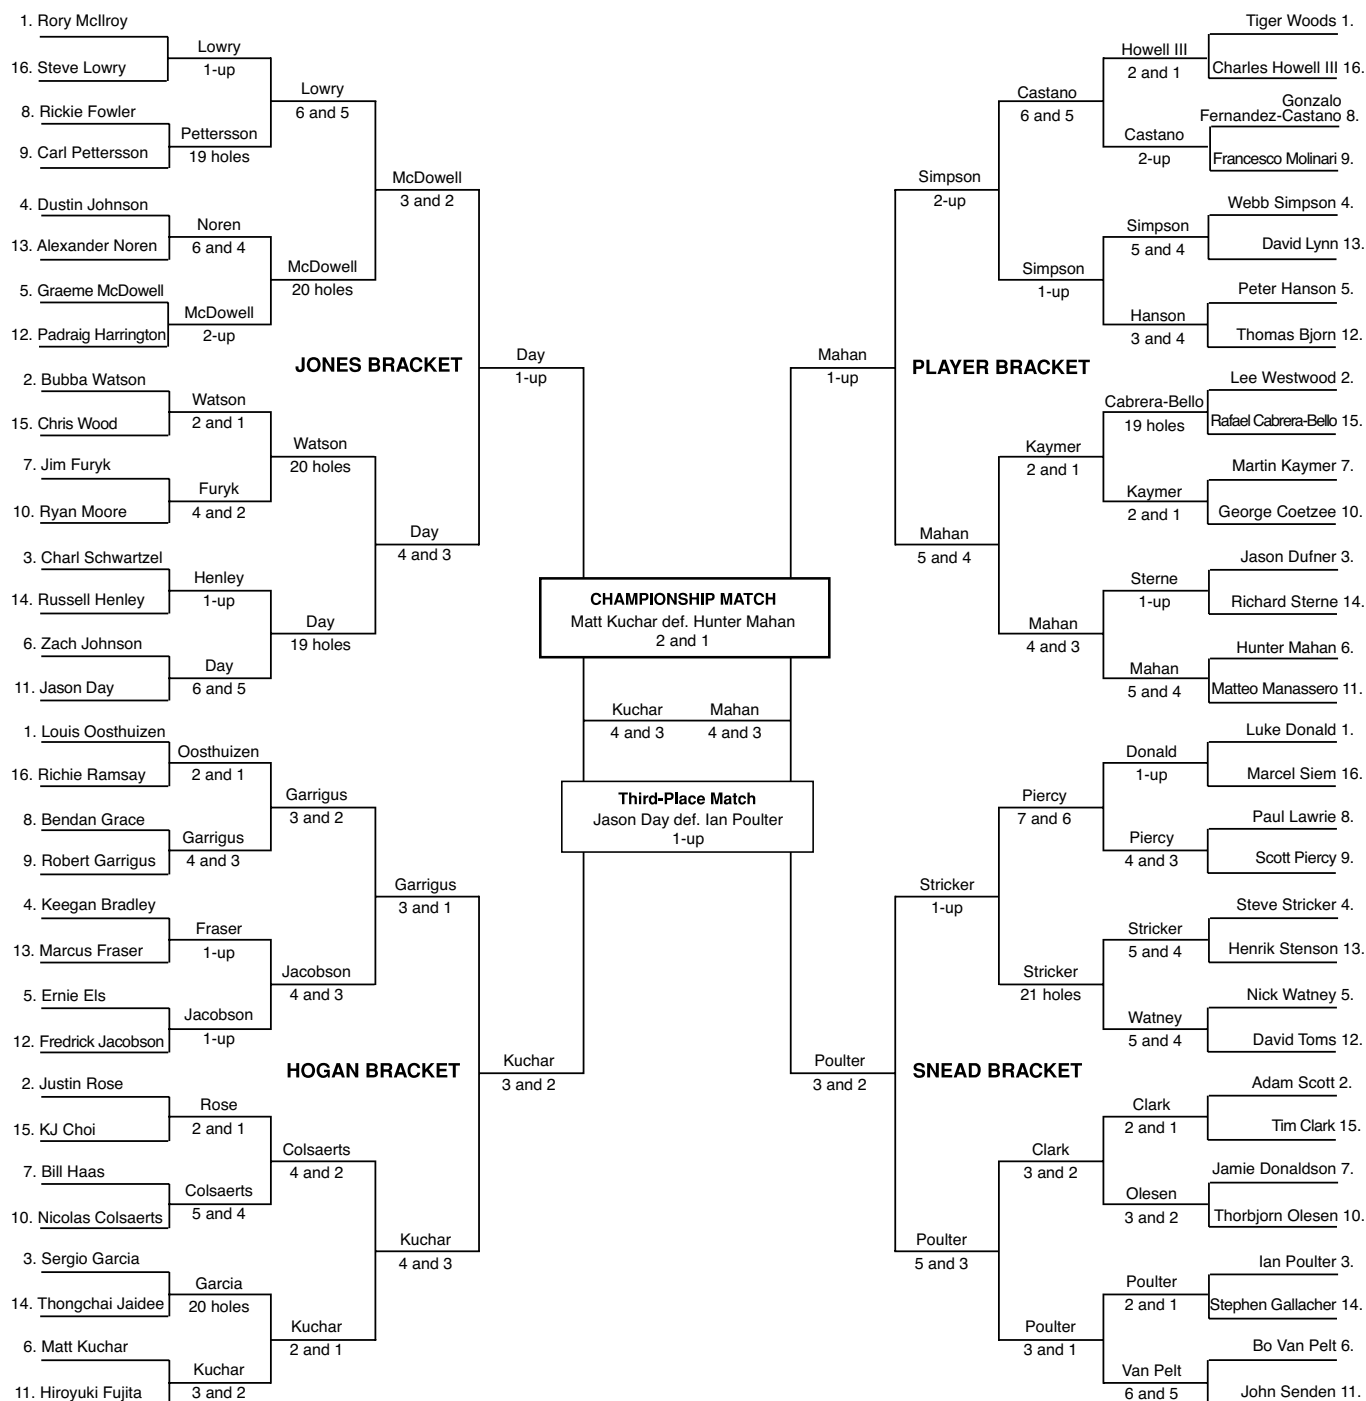 1. Rory McIlroy
Lowry
16. Steve Lowry
1-up
Lowry
6 and 5
8. Rickie Fowler
Pettersson
9. Carl Pettersson
19 holes
McDowell
3 and 2
4. Dustin Johnson
Noren
13. Alexander Noren
6 and 4
McDowell
20 holes
5. Graeme McDowell
McDowell
12. Padraig Harrington
2-up
JONES BRACKET
Day
1-up
2. Bubba Watson
Watson
15. Chris Wood
2 and 1
Watson
20 holes
7. Jim Furyk
Furyk
10. Ryan Moore
4 and 2
Day
4 and 3
3. Charl Schwartzel
Henley
14. Russell Henley
1-up
Day
19 holes
6. Zach Johnson
Day
11. Jason Day
6 and 5
1. Louis Oosthuizen
Oosthuizen
16. Richie Ramsay
2 and 1
Garrigus
3 and 2
8. Bendan Grace
Garrigus
9. Robert Garrigus
4 and 3
Garrigus
3 and 1
4. Keegan Bradley
Fraser
13. Marcus Fraser
1-up
Jacobson
4 and 3
5. Ernie Els
Jacobson
12. Fredrick Jacobson
1-up
HOGAN BRACKET
Kuchar
3 and 2
2. Justin Rose
Rose
15. KJ Choi
2 and 1
Colsaerts
4 and 2
7. Bill Haas
Colsaerts
10. Nicolas Colsaerts
5 and 4
Kuchar
4 and 3
3. Sergio Garcia
Garcia
14. Thongchai Jaidee
20 holes
Kuchar
2 and 1
6. Matt Kuchar
Kuchar
11. Hiroyuki Fujita
3 and 2
CHAMPIONSHIP MATCH
Matt Kuchar def. Hunter Mahan
2 and 1
Kuchar
4 and 3
Mahan
4 and 3
Third-Place Match
Jason Day def. Ian Poulter
1-up
Tiger Woods 1.
Howell III
Charles Howell III 16.
2 and 1
Castano
6 and 5
Gonzalo
Fernandez-Castano 8.
Castano
Francesco Molinari 9.
2-up
Simpson
2-up
Webb Simpson 4.
Simpson
David Lynn 13.
5 and 4
Simpson
1-up
Peter Hanson 5.
Hanson
Thomas Bjorn 12.
3 and 4
Mahan
1-up
PLAYER BRACKET
Lee Westwood 2.
Cabrera-Bello
Rafael Cabrera-Bello 15.
19 holes
Kaymer
2 and 1
Martin Kaymer 7.
Kaymer
George Coetzee 10.
2 and 1
Mahan
5 and 4
Jason Dufner 3.
Sterne
Richard Sterne 14.
1-up
Mahan
4 and 3
Hunter Mahan 6.
Mahan
Matteo Manassero 11.
5 and 4
Luke Donald 1.
Donald
Marcel Siem 16.
1-up
Piercy
7 and 6
Paul Lawrie 8.
Piercy
Scott Piercy 9.
4 and 3
Stricker
1-up
Steve Stricker 4.
Stricker
Henrik Stenson 13.
5 and 4
Stricker
21 holes
Nick Watney 5.
Watney
David Toms 12.
5 and 4
Poulter
3 and 2
SNEAD BRACKET
Adam Scott 2.
Clark
Tim Clark 15.
2 and 1
Clark
3 and 2
Jamie Donaldson 7.
Olesen
Thorbjorn Olesen 10.
3 and 2
Poulter
5 and 3
Ian Poulter 3.
Poulter
Stephen Gallacher 14.
2 and 1
Poulter
3 and 1
Bo Van Pelt 6.
Van Pelt
John Senden 11.
6 and 5